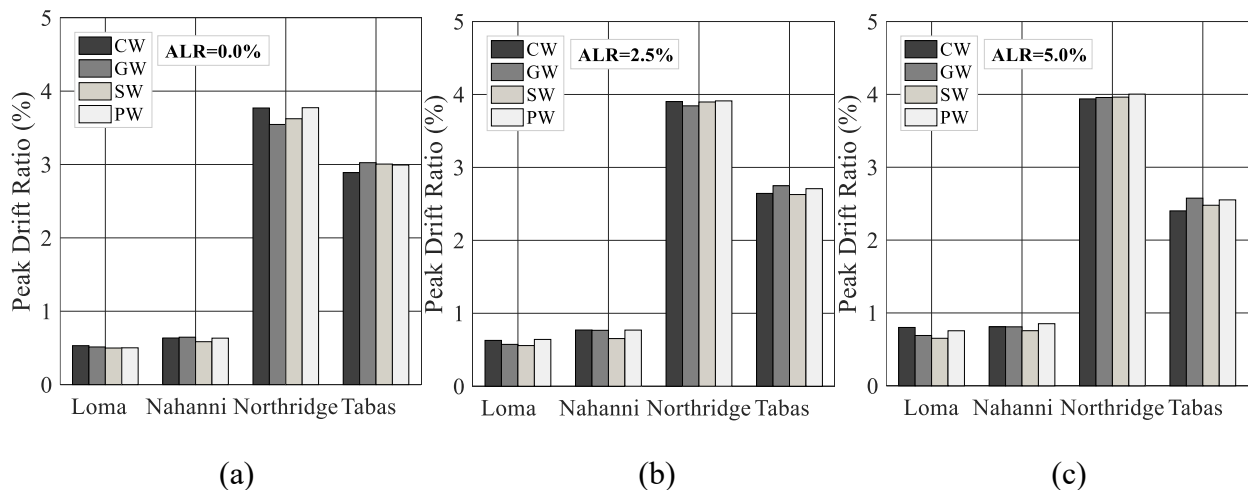 5
4
3
2
1
0
Peak Drift Ratio (%)
CW
GW
SW
PW
ALR=0.0%
Loma Nahanni Northridge Tabas
(a)
5
4
3
2
1
0
Peak Drift Ratio (%)
CW
GW
SW
PW
ALR=2.5%
Loma Nahanni Northridge Tabas
(b)
5
4
3
2
1
0
Peak Drift Ratio (%)
CW
GW
SW
PW
ALR=5.0%
Loma Nahanni Northridge Tabas
(c)